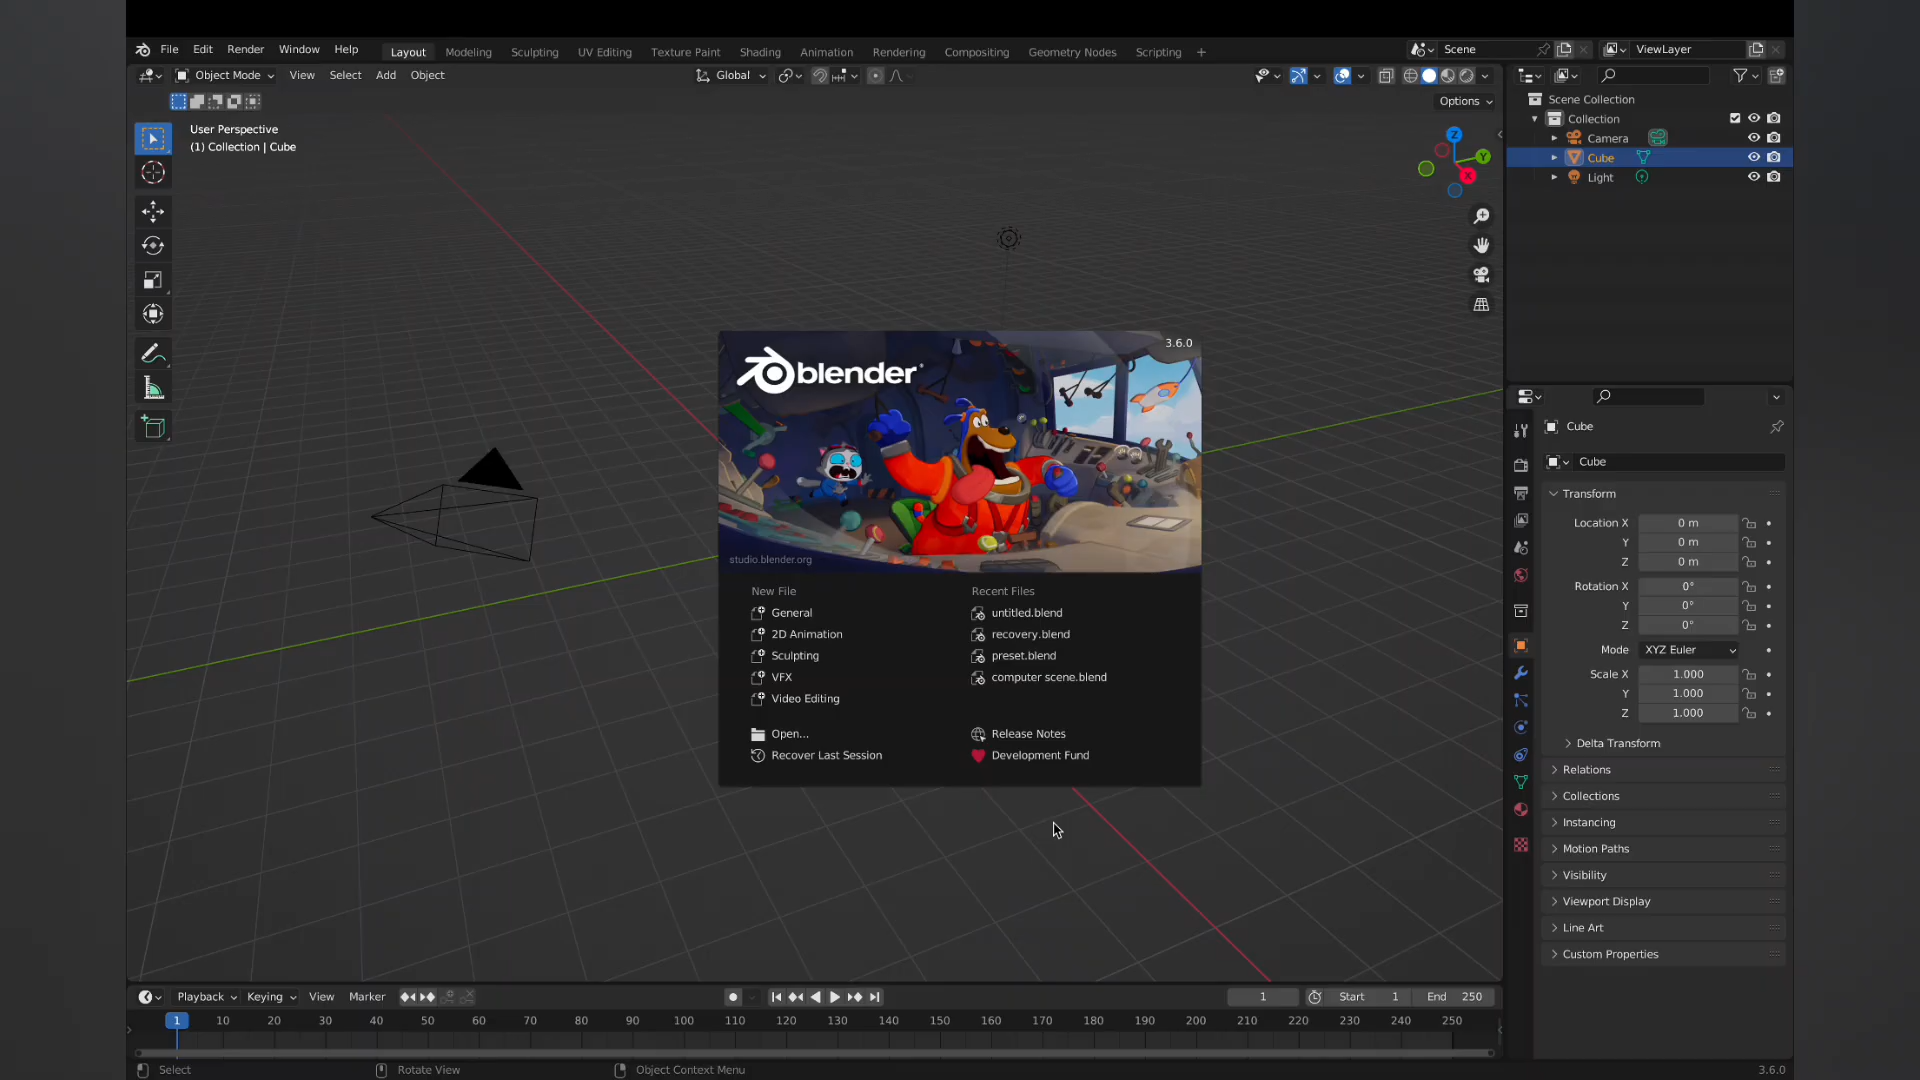 File Edit Render Window Help Layout Modeling Sculpting UV Editing Texture Paint Shading Animation Rendering Compositing Geometry Nodes Scripting + Scene ViewLayer
Object Mode View Select Add Object Global
Options
User Perspective
(1) Collection | Cube
Z
Y
X
Scene Collection
Collection
Camera
Cube
Light
3.6.0
blender
studio.blender.org
New File
General
2D Animation
Sculpting
VFX
Video Editing
Open...
Recover Last Session
Recent Files
untitled.blend
recovery.blend
preset.blend
computer scene.blend
Release Notes
Development Fund
Cube
Cube
Transform
Location X 0 m
Y 0 m
Z 0 m
Rotation X 0°
Y 0°
Z 0°
Mode XYZ Euler
Scale X 1.000
Y 1.000
Z 1.000
Delta Transform
Relations
Collections
Instancing
Motion Paths
Visibility
Viewport Display
Line Art
Custom Properties
Playback Keying View Marker 1 Start 1 End 250
1 10 20 30 40 50 60 70 80 90 100 110 120 130 140 150 160 170 180 190 200 210 220 230 240 250
Select Rotate View Object Context Menu 3.6.0